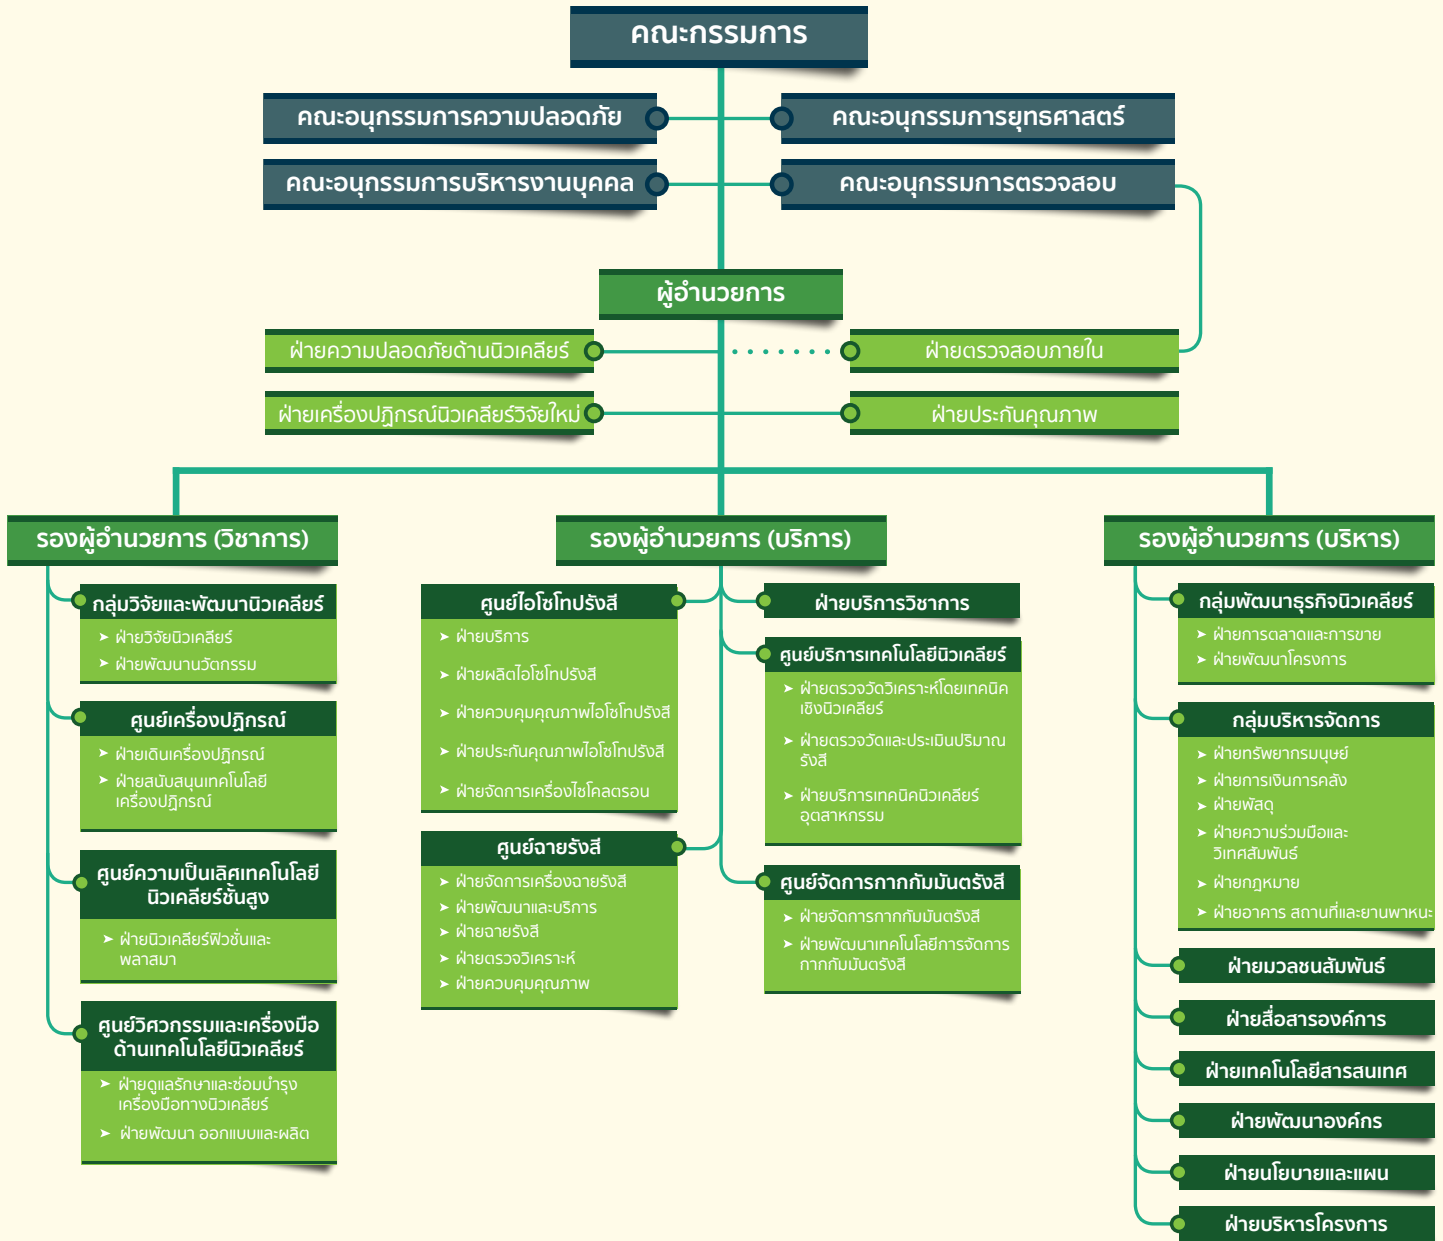 คณะกรรมการ
คณะอนุกรรมการความปลอดภัย
คณะอนุกรรมการยุทธศาสตร์
คณะอนุกรรมการบริหารงานบุคคล
คณะอนุกรรมการตรวจสอบ
ผู้อำนวยการ
ฝ่ายความปลอดภัยด้านนิวเคลียร์
ฝ่ายตรวจสอบภายใน
ฝ่ายเครื่องปฏิกรณ์นิวเคลียร์วิจัยใหม่
ฝ่ายประกันคุณภาพ
รองผู้อำนวยการ (วิชาการ)
กลุ่มวิจัยและพัฒนานิวเคลียร์
➤ ฝ่ายวิจัยนิวเคลียร์
➤ ฝ่ายพัฒนานวัตกรรม
ศูนย์เครื่องปฏิกรณ์
➤ ฝ่ายเดินเครื่องปฏิกรณ์
➤ ฝ่ายสนับสนุนเทคโนโลยี
เครื่องปฏิกรณ์
ศูนย์ความเป็นเลิศเทคโนโลยี
นิวเคลียร์ชั้นสูง
➤ ฝ่ายนิวเคลียร์ฟิวชั่นและ
พลาสมา
ศูนย์วิศวกรรมและเครื่องมือ
ด้านเทคโนโลยีนิวเคลียร์
➤ ฝ่ายดูแลรักษาและซ่อมบำรุง
เครื่องมือทางนิวเคลียร์
➤ ฝ่ายพัฒนา ออกแบบและผลิต
รองผู้อำนวยการ (บริการ)
ศูนย์ไอโซโทปรังสี
➤ ฝ่ายบริการ
➤ ฝ่ายผลิตไอโซโทปรังสี
➤ ฝ่ายควบคุมคุณภาพไอโซโทปรังสี
➤ ฝ่ายประกันคุณภาพไอโซโทปรังสี
➤ ฝ่ายจัดการเครื่องไซโคลตรอน
ศูนย์ฉายรังสี
➤ ฝ่ายจัดการเครื่องฉายรังสี
➤ ฝ่ายพัฒนาและบริการ
➤ ฝ่ายฉายรังสี
➤ ฝ่ายตรวจวิเคราะห์
➤ ฝ่ายควบคุมคุณภาพ
ฝ่ายบริการวิชาการ
ศูนย์บริการเทคโนโลยีนิวเคลียร์
➤ ฝ่ายตรวจวัดวิเคราะห์โดยเทคนิค
เชิงนิวเคลียร์
➤ ฝ่ายตรวจวัดและประเมินปริมาณ
รังสี
➤ ฝ่ายบริการเทคนิคนิวเคลียร์
อุตสาหกรรม
ศูนย์จัดการกากกัมมันตรังสี
➤ ฝ่ายจัดการกากกัมมันตรังสี
➤ ฝ่ายพัฒนาเทคโนโลยีการจัดการ
กากกัมมันตรังสี
รองผู้อำนวยการ (บริหาร)
กลุ่มพัฒนาธุรกิจนิวเคลียร์
➤ ฝ่ายการตลาดและการขาย
➤ ฝ่ายพัฒนาโครงการ
กลุ่มบริหารจัดการ
➤ ฝ่ายทรัพยากรมนุษย์
➤ ฝ่ายการเงินการคลัง
➤ ฝ่ายพัสดุ
➤ ฝ่ายความร่วมมือและ
วิเทศสัมพันธ์
➤ ฝ่ายกฎหมาย
➤ ฝ่ายอาคาร สถานที่และยานพาหนะ
ฝ่ายมวลชนสัมพันธ์
ฝ่ายสื่อสารองค์การ
ฝ่ายเทคโนโลยีสารสนเทศ
ฝ่ายพัฒนาองค์กร
ฝ่ายนโยบายและแผน
ฝ่ายบริหารโครงการ